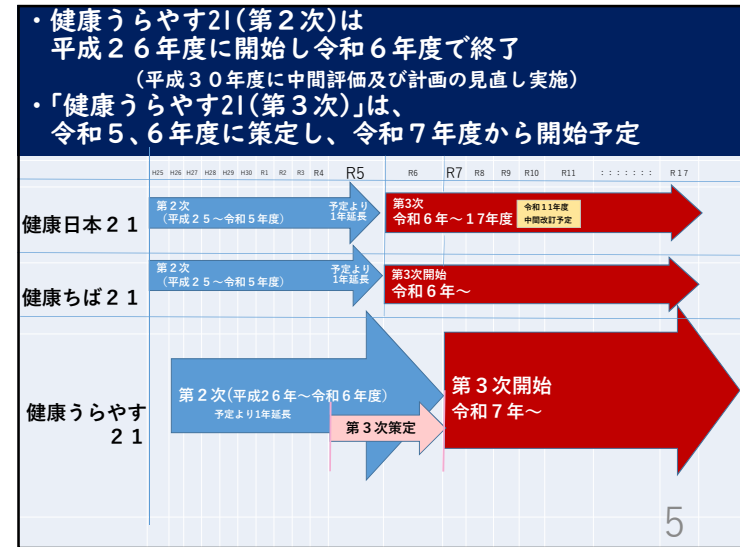 ・健康うらやす21(第２次)は
平成２６年度に開始し令和６年度で終了
(平成３０年度に中間評価及び計画の見直し実施)
・「健康うらやす21(第３次)」は、
令和５、６年度に策定し、令和７年度から開始予定
H25 H26 H27 H28 H29 H30 R1 R2 R3 R4 R5 R6 R7 R8 R9 R10 R11 ：：：：：：： R17
健康日本２１
第２次
（平成２５～令和５年度）
予定より
1年延長
第3次
令和６年～１７年度
令和１１年度
中間改訂予定
健康ちば２１
第２次
（平成２５～令和５年度）
予定より
1年延長
第3次開始
令和６年～
健康うらやす
２１
第２次(平成２６年～令和６年度)
予定より1年延長
第３次策定
第３次開始
令和７年～
5